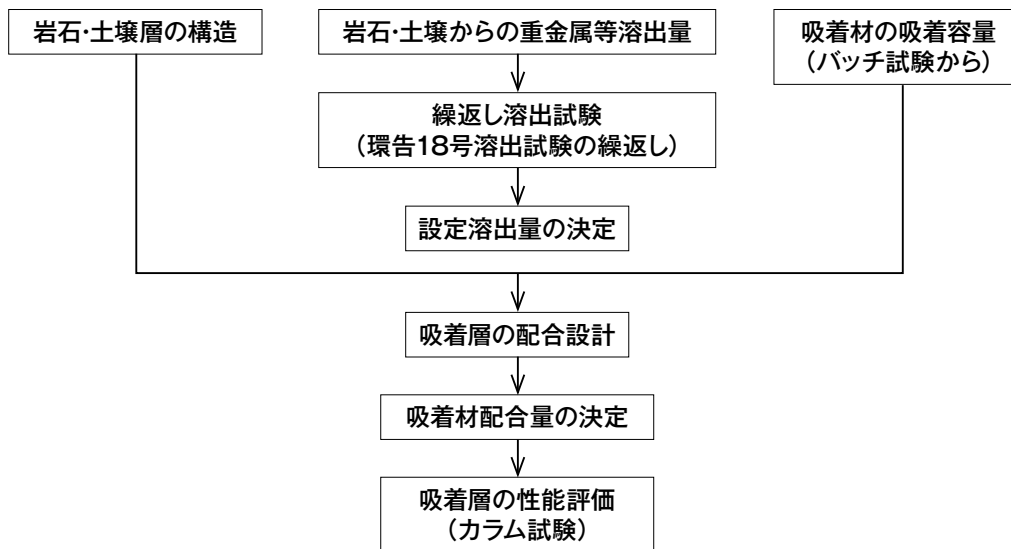 岩石・土壌層の構造
岩石・土壌からの重金属等溶出量
吸着材の吸着容量
（バッチ試験から）
繰返し溶出試験
（環告18号溶出試験の繰返し）
設定溶出量の決定
吸着層の配合設計
吸着材配合量の決定
吸着層の性能評価
（カラム試験）